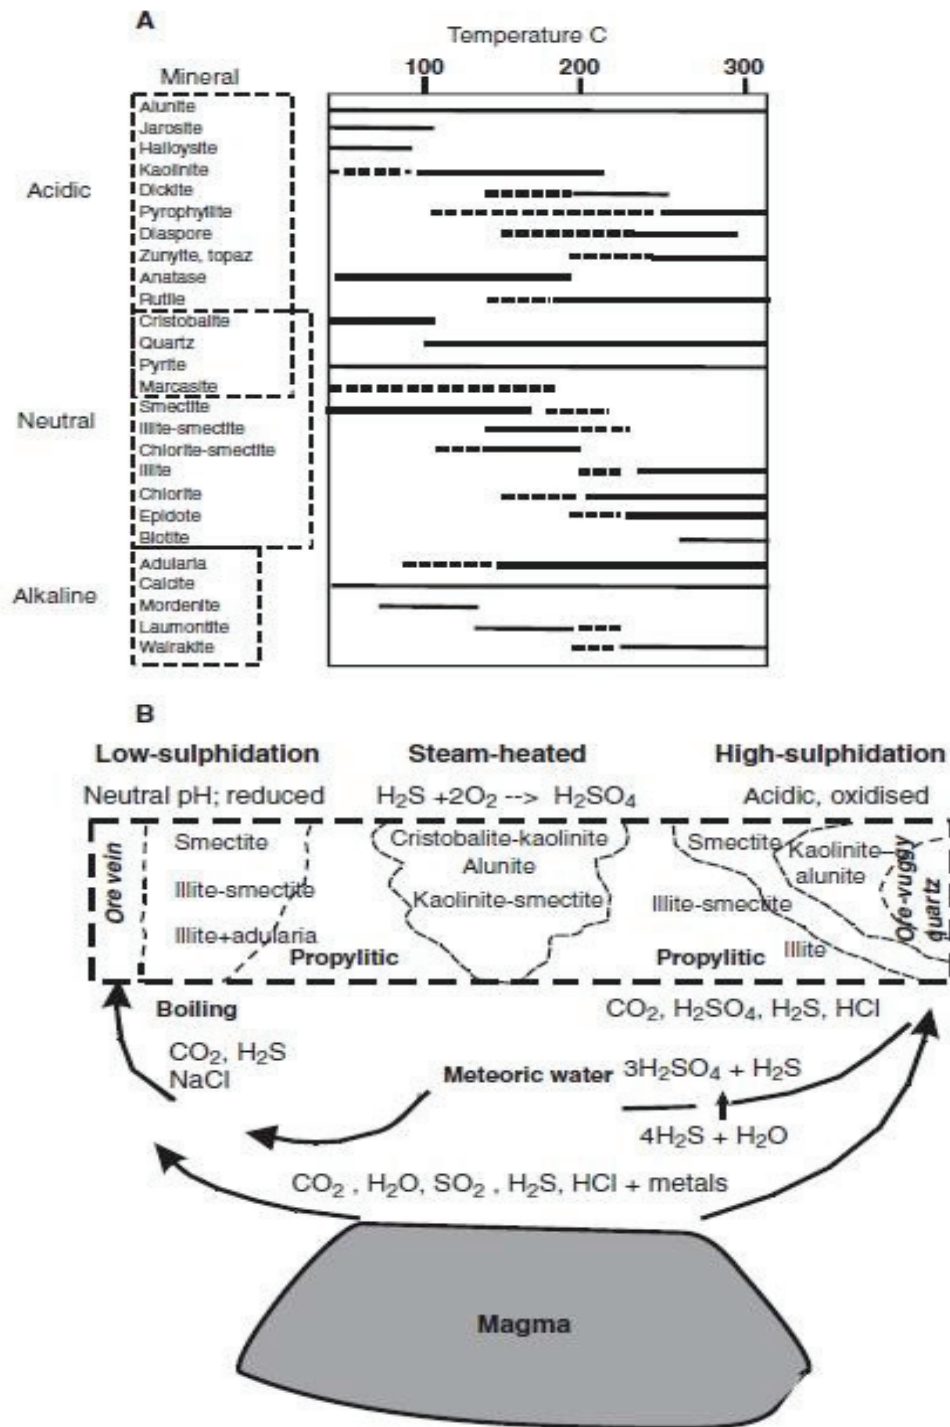 A
Temperature C
Mineral
100 200 300
Acidic
Alunite
Jarosite
Halloysite
Kaolinite
Dickite
Pyrophyllite
Diaspore
Zunyite, topaz
Anatase
Rutile
Neutral
Cristobalite
Quartz
Pyrite
Marcasite
Smectite
Illite-smectite
Chlorite-smectite
Illite
Chlorite
Epidote
Biotite
Alkaline
Adularia
Calcite
Mordenite
Laumontite
Wairakite
B
Low-sulphidation
Neutral pH; reduced
Steam-heated
H₂S +2O₂ --> H₂SO₄
High-sulphidation
Acidic, oxidised
Ore vein
Smectite
Illite-smectite
Illite+adularia
Propylitic
Cristobalite-kaolinite
Alunite
Kaolinite-smectite
Smectite
Illite-smectite
Propylitic
Illite
Kaolinite-
alunite
Ore-vuggy
quartz
Boiling
CO₂, H₂S
NaCl
CO₂, H₂SO₄, H₂S, HCl
Meteoric water
3H₂SO₄ + H₂S
4H₂S + H₂O
CO₂ , H₂O, SO₂ , H₂S, HCl + metals
Magma